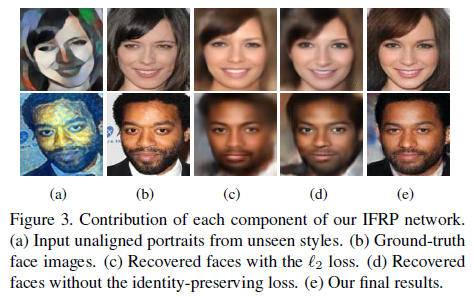 (a) (b) (c) (d) (e)
Figure 3. Contribution of each component of our IFRP network.
(a) Input unaligned portraits from unseen styles. (b) Ground-truth
face images. (c) Recovered faces with the ℓ2 loss. (d) Recovered
faces without the identity-preserving loss. (e) Our final results.